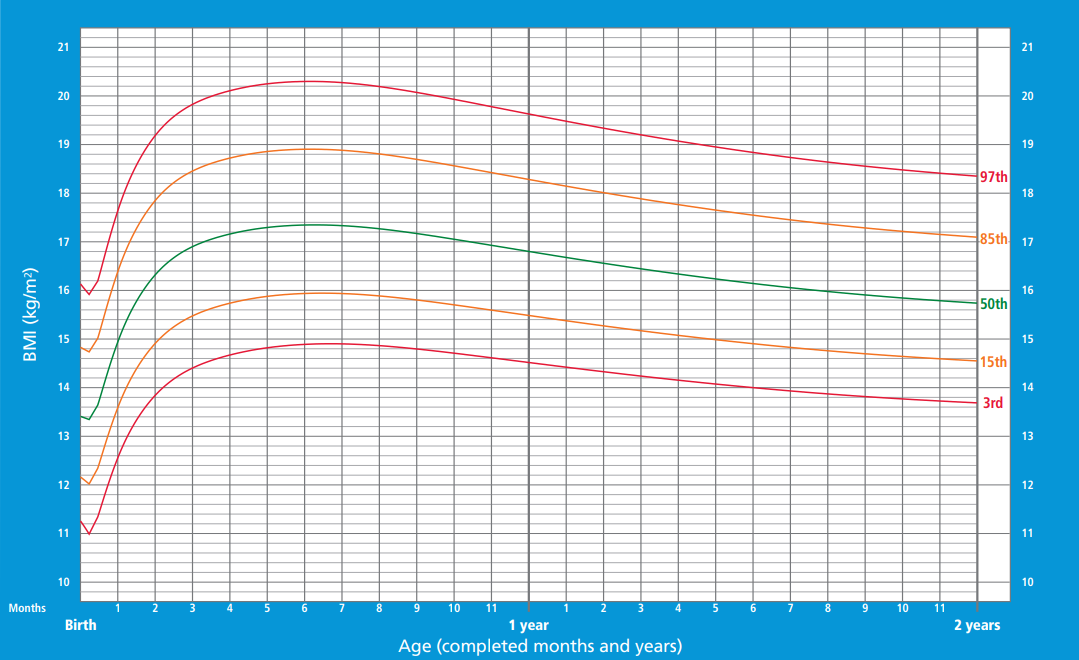 21 21
20 20
19 19
97th
18 18
85th
17 17
16 16
50th
15 15
15th
14 14
3rd
13 13
12 12
11 11
10 10
BMI (kg/m²)
Months 1 2 3 4 5 6 7 8 9 10 11 1 2 3 4 5 6 7 8 9 10 11
Birth 1 year 2 years
Age (completed months and years)